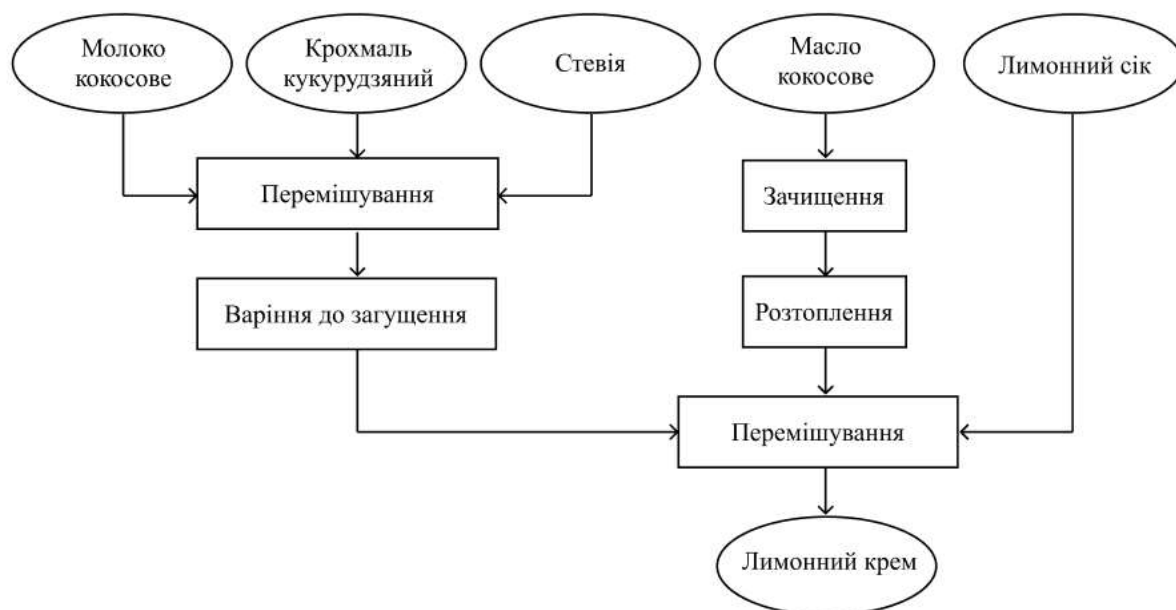 Молоко
кокосове
Крохмаль
кукурудзяний
Стевія
Масло
кокосове
Лимонний сік
Перемішування
Зачищення
Варіння до загущення
Розтоплення
Перемішування
Лимонний крем